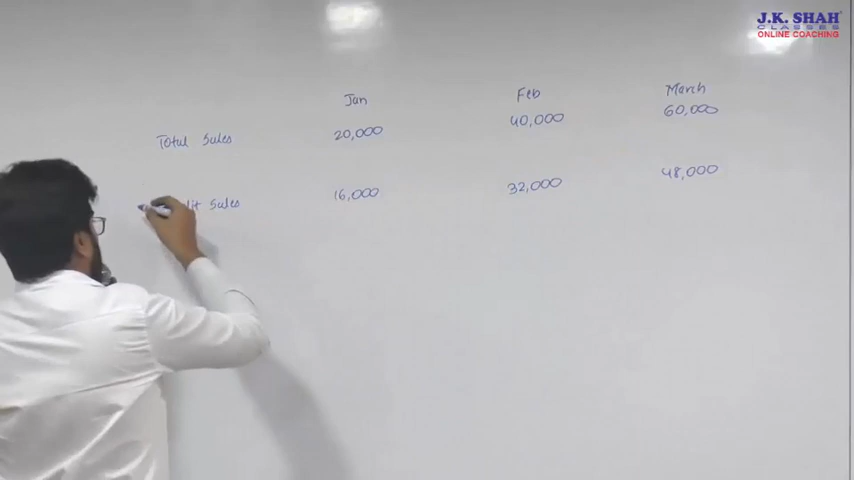 J.K. SHAH
CLASSES
ONLINE COACHING
Jan Feb March
Total Sales 20,000 40,000 60,000
dit Sales 16,000 32,000 48,000